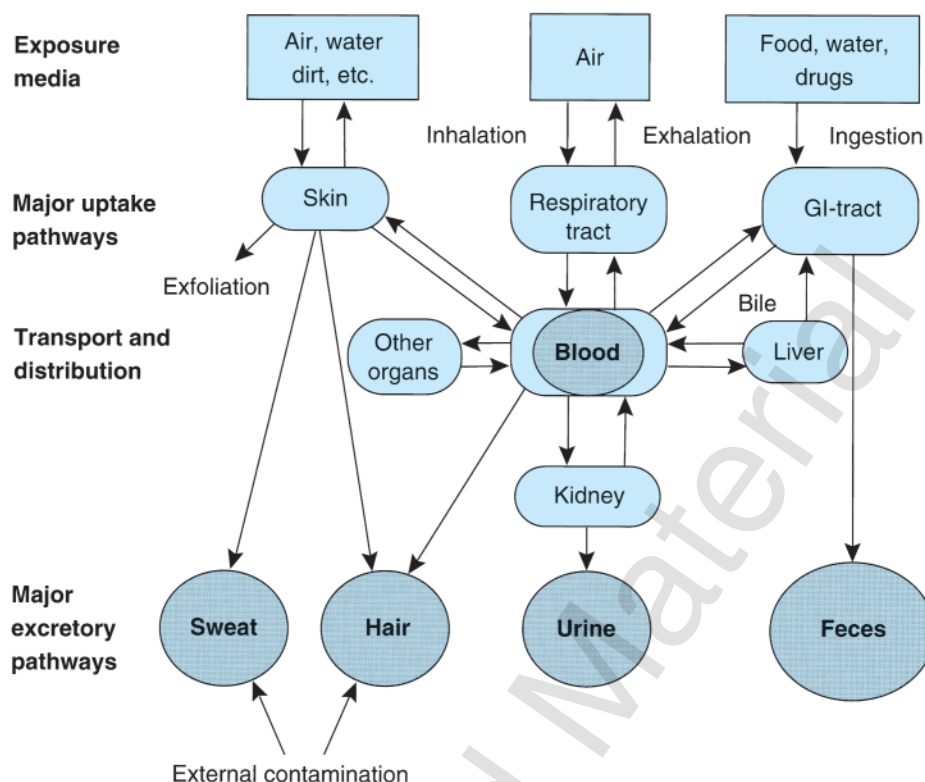 Exposure
media
Air, water
dirt, etc.
Air
Food, water,
drugs
Inhalation
Exhalation
Ingestion
Major uptake
pathways
Skin
Respiratory
tract
GI-tract
Exfoliation
Bile
Transport and
distribution
Other
organs
Blood
Liver
Kidney
Major
excretory
pathways
Sweat
Hair
Urine
Feces
External contamination
Material